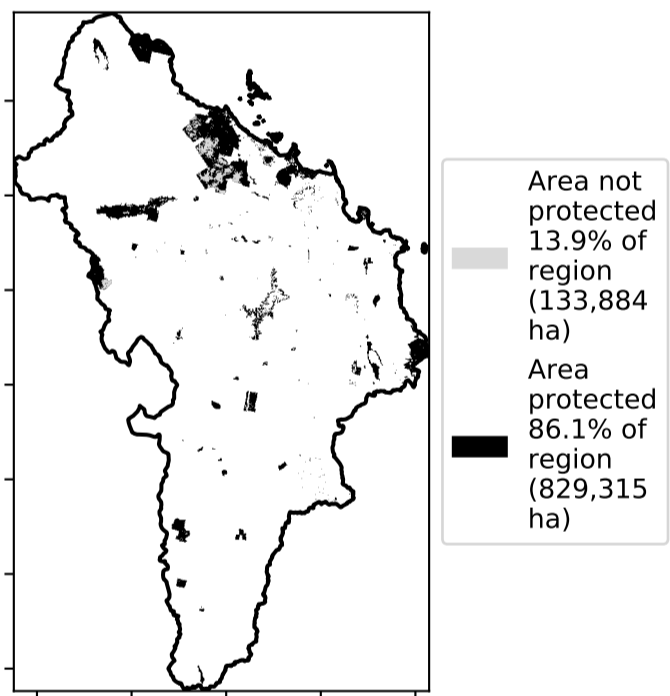 Area not
protected
13.9% of
region
(133,884
ha)
Area
protected
86.1% of
region
(829,315
ha)